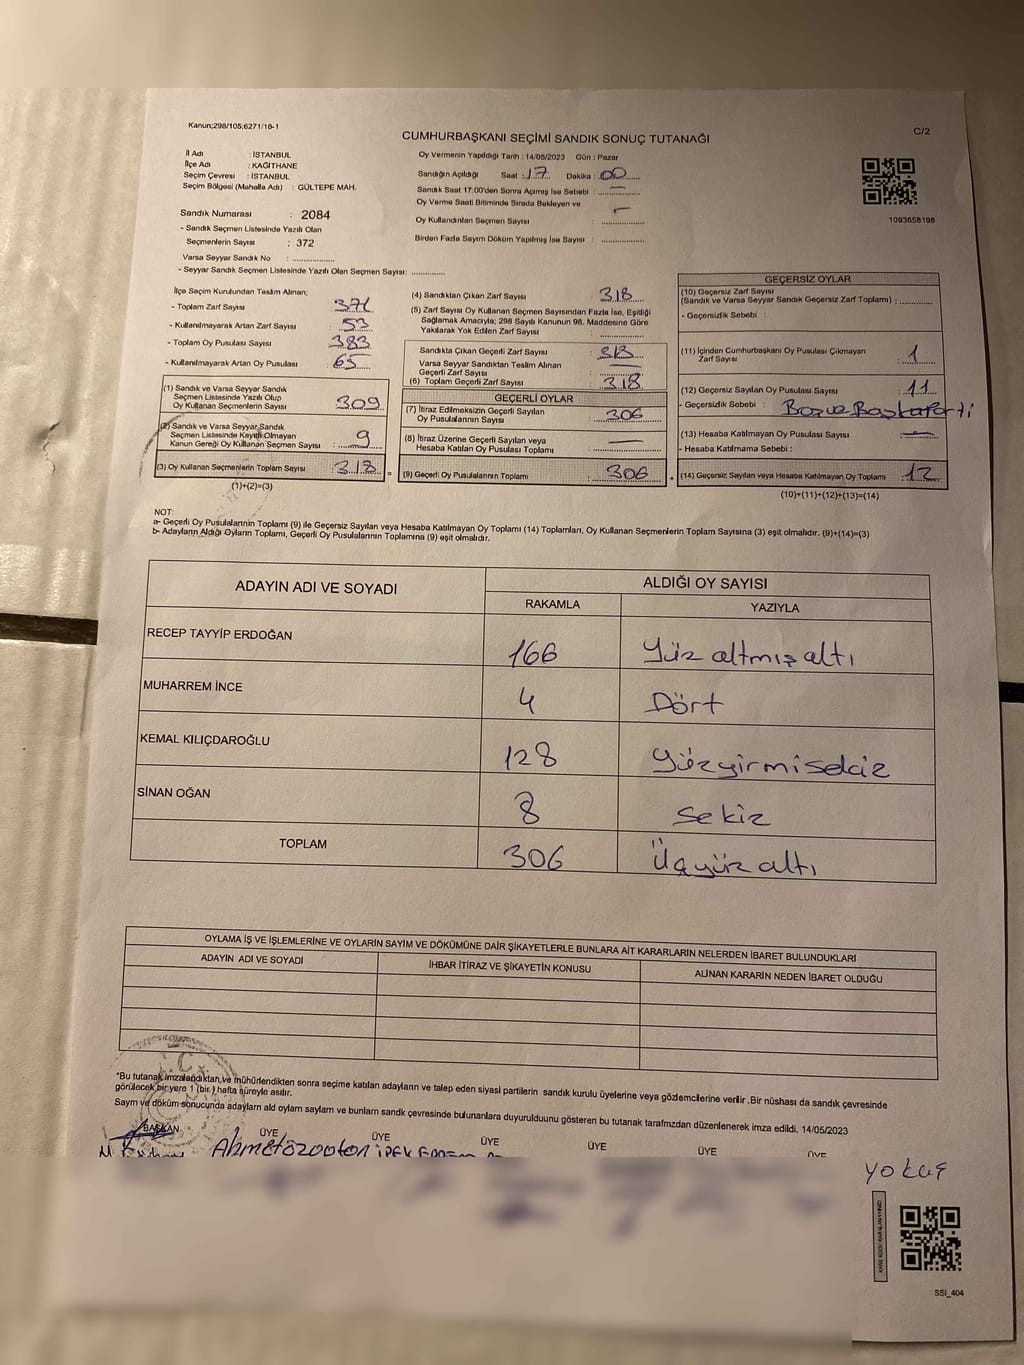 Kanun;298/105;6271/18-1
CUMHURBAŞKANI SEÇİMİ SANDIK SONUÇ TUTANAĞI
C/2
İl Adı : İSTANBUL
İlçe Adı : KAĞITHANE
Seçim Çevresi : İSTANBUL
Seçim Bölgesi (Mahalle Adı) : GÜLTEPE MAH.
Oy Vermenin Yapıldığı Tarih : 14/05/2023 Gün : Pazar
Sandığın Açıldığı Saat : 17 Dakika : 00
Sandık Saat 17:00'den Sonra Açımış İse Sebebi : —
Oy Verme Saati Bitiminde Sırada Bekleyen ve
Oy Kullandırılan Seçmen Sayısı :
Birden Fazla Sayım Döküm Yapılmış İse Sayısı :
1093658198
Sandık Numarası : 2084
- Sandık Seçmen Listesinde Yazılı Olan
Seçmenlerin Sayısı : 372
Varsa Seyyar Sandık No :
- Seyyar Sandık Seçmen Listesinde Yazılı Olan Seçmen Sayısı:
İlçe Seçim Kurulundan Teslim Alınan;
- Toplam Zarf Sayısı : 371
- Kullanılmayarak Artan Zarf Sayısı : 53
- Toplam Oy Pusulası Sayısı : 383
- Kullanılmayarak Artan Oy Pusulası : 65
(1) Sandık ve Varsa Seyyar Sandık
Seçmen Listesinde Yazılı Olup
Oy Kullanan Seçmenlerin Sayısı : 309
(2) Sandık ve Varsa Seyyar Sandık
Seçmen Listesinde Kayıtlı Olmayan
Kanun Gereği Oy Kullanan Seçmen Sayısı : 9
(3) Oy Kullanan Seçmenlerin Toplam Sayısı : 318 =
(1)+(2)=(3)
(4) Sandıktan Çıkan Zarf Sayısı : 318
(5) Zarf Sayısı Oy Kullanan Seçmen Sayısından Fazla İse, Eşitliği
Sağlamak Amacıyla; 298 Sayılı Kanunun 98. Maddesine Göre
Yakılarak Yok Edilen Zarf Sayısı :
Sandıkta Çıkan Geçerli Zarf Sayısı : 318
Varsa Seyyar Sandıktan Teslim Alınan
Geçerli Zarf Sayısı : —
(6) Toplam Geçerli Zarf Sayısı : 318
GEÇERLİ OYLAR
(7) İtiraz Edilmeksizin Geçerli Sayılan
Oy Pusulalarının Sayısı : 306
(8) İtiraz Üzerine Geçerli Sayılan veya
Hesaba Katılan Oy Pusulası Toplamı : —
(9) Geçerli Oy Pusulalarının Toplamı : 306 +
GEÇERSİZ OYLAR
(10) Geçersiz Zarf Sayısı
(Sandık ve Varsa Seyyar Sandık Geçersiz Zarf Toplamı) :
- Geçersizlik Sebebi :
(11) İçinden Cumhurbaşkanı Oy Pusulası Çıkmayan
Zarf Sayısı : 1
(12) Geçersiz Sayılan Oy Pusulası Sayısı : 11
- Geçersizlik Sebebi :
(13) Hesaba Katılmayan Oy Pusulası Sayısı : —
- Hesaba Katılmama Sebebi :
(14) Geçersiz Sayılan veya Hesaba Katılmayan Oy Toplamı : 12
(10)+(11)+(12)+(13)=(14)
NOT:
a- Geçerli Oy Pusulalarının Toplamı (9) ile Geçersiz Sayılan veya Hesaba Katılmayan Oy Toplamı (14) Toplamları, Oy Kullanan Seçmenlerin Toplam Sayısına (3) eşit olmalıdır. (9)+(14)=(3)
b- Adayların Aldığı Oyların Toplamı, Geçerli Oy Pusulalarının Toplamına (9) eşit olmalıdır.
ADAYIN ADI VE SOYADI
ALDIĞI OY SAYISI
RAKAMLA YAZIYLA
RECEP TAYYİP ERDOĞAN 166 Yüz altmış altı
MUHARREM İNCE 4 Dört
KEMAL KILIÇDAROĞLU 128 Yüzyirmisekiz
SİNAN OĞAN 8 Sekiz
TOPLAM 306 Üçyüz altı
OYLAMA İŞ VE İŞLEMLERİNE VE OYLARIN SAYIM VE DÖKÜMÜNE DAİR ŞİKAYETLERLE BUNLARA AİT KARARLARIN NELERDEN İBARET BULUNDUKLARI
ADAYIN ADI VE SOYADI İHBAR İTİRAZ VE ŞİKAYETİN KONUSU ALINAN KARARIN NEDEN İBARET OLDUĞU
*Bu tutanak imzalandıktan ve mühürlendikten sonra seçime katılan adayların ve talep eden siyasi partilerin sandık kurulu üyelerine veya gözlemcilerine verilir .Bir nüshası da sandık çevresinde
görülecek bir yere 1 (bir ) hafta süreyle asılır.
Sayım ve döküm sonucunda adayların aldı oyların sayların ve bunların sandık çevresinde bulunanlara duyurulduunu gösteren bu tutanak tarafmzdan düzenlenerek imza edildi. 14/05/2023
BAŞKAN ÜYE ÜYE ÜYE ÜYE ÜYE ÜYE
SSİ_404